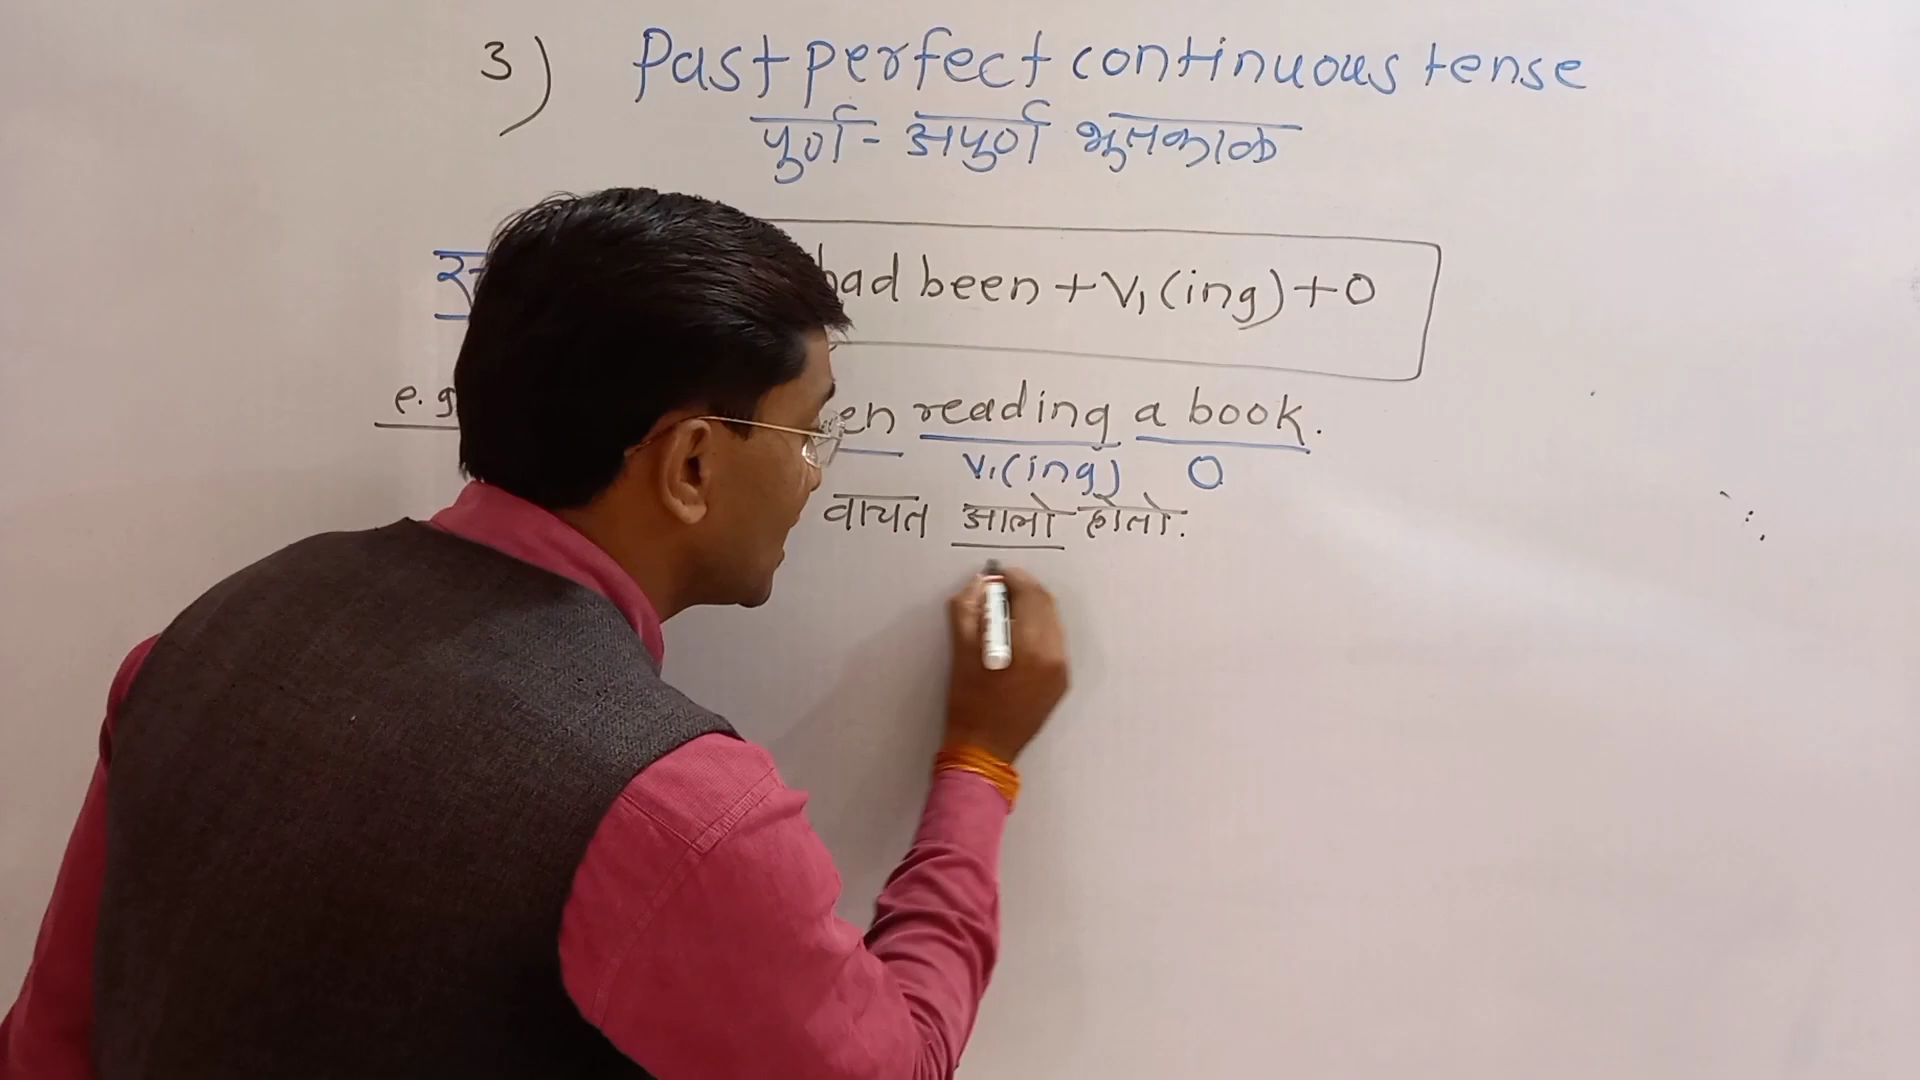 3) Past perfect continuous tense
पुर्ण - अपुर्ण भूतकाळ
had been + V₁ (ing) + O
e.g reading a book.
V₁(ing) O
वाचत आलो होतो.